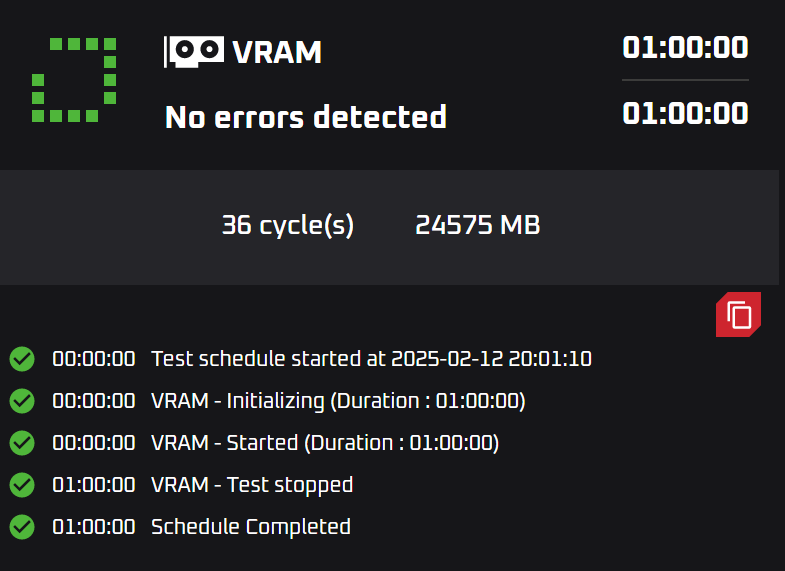 VRAM
01:00:00
No errors detected
01:00:00
36 cycle(s) 24575 MB
00:00:00 Test schedule started at 2025-02-12 20:01:10
00:00:00 VRAM - Initializing (Duration : 01:00:00)
00:00:00 VRAM - Started (Duration : 01:00:00)
01:00:00 VRAM - Test stopped
01:00:00 Schedule Completed